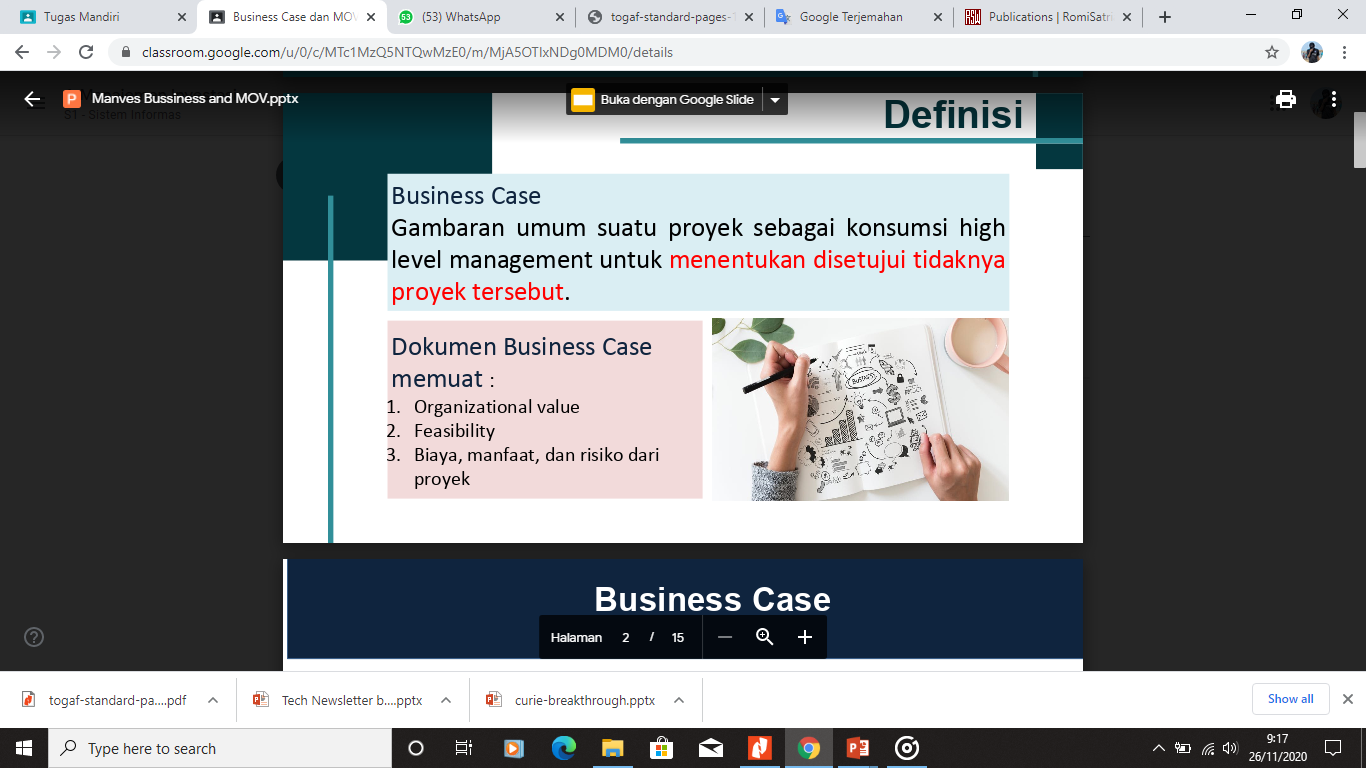 Tugas Mandiri
Business Case dan MOV
(53) WhatsApp
togaf-standard-pages-
Google Terjemahan
Publications | RomiSatri
classroom.google.com/u/0/c/MTc1MzQ5NTQwMzE0/m/MjA5OTIxNDg0MDM0/details
Manves Bussiness and MOV.pptx
Buka dengan Google Slide
S1 - Sistem Informas
Definisi
Business Case
Gambaran umum suatu proyek sebagai konsumsi high
level management untuk menentukan disetujui tidaknya
proyek tersebut.
Dokumen Business Case
memuat :
1. Organizational value
2. Feasibility
3. Biaya, manfaat, dan risiko dari
proyek
BUSINESS
Business Case
Halaman 2 / 15
togaf-standard-pa....pdf
Tech Newsletter b....pptx
curie-breakthrough.pptx
Show all
Type here to search
9:17
26/11/2020